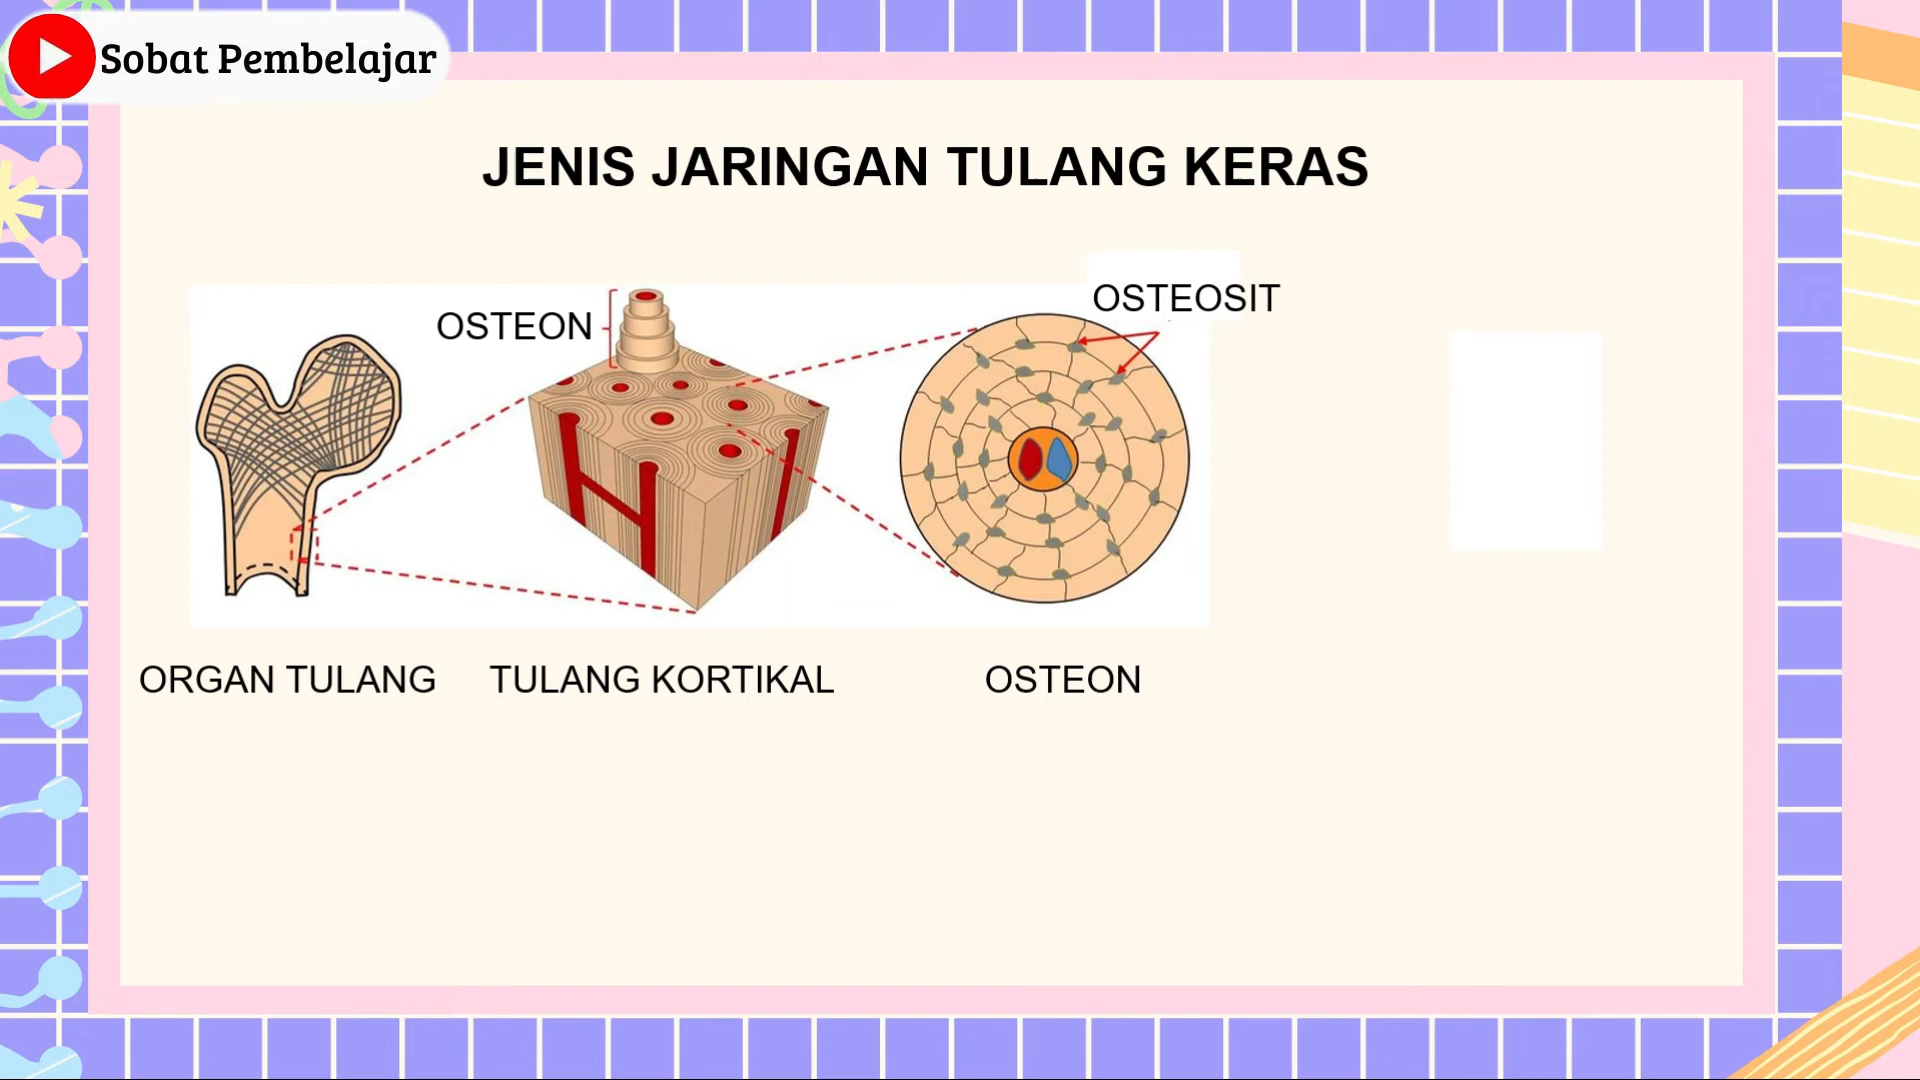 Sobat Pembelajar
JENIS JARINGAN TULANG KERAS
OSTEON
OSTEOSIT
ORGAN TULANG
TULANG KORTIKAL
OSTEON